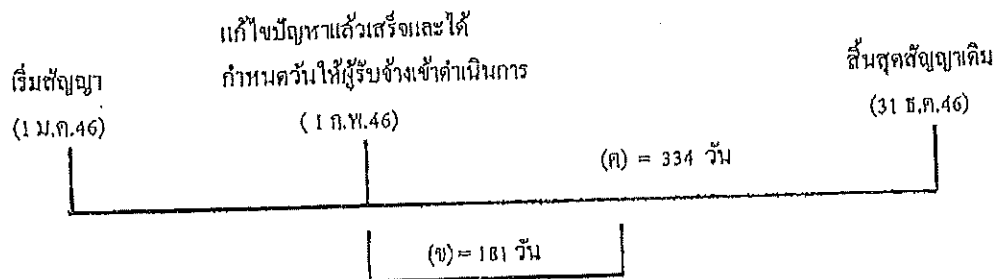 แก้ไขปัญหาแล้วเสร็จและได้
กำหนดวันให้ผู้รับจ้างเข้าดำเนินการ
เริ่มสัญญา
สิ้นสุดสัญญาเดิม
(1 ม.ค.46)
( 1 ก.พ.46)
(31 ธ.ค.46)
(ค) = 334 วัน
(ข) = 181 วัน